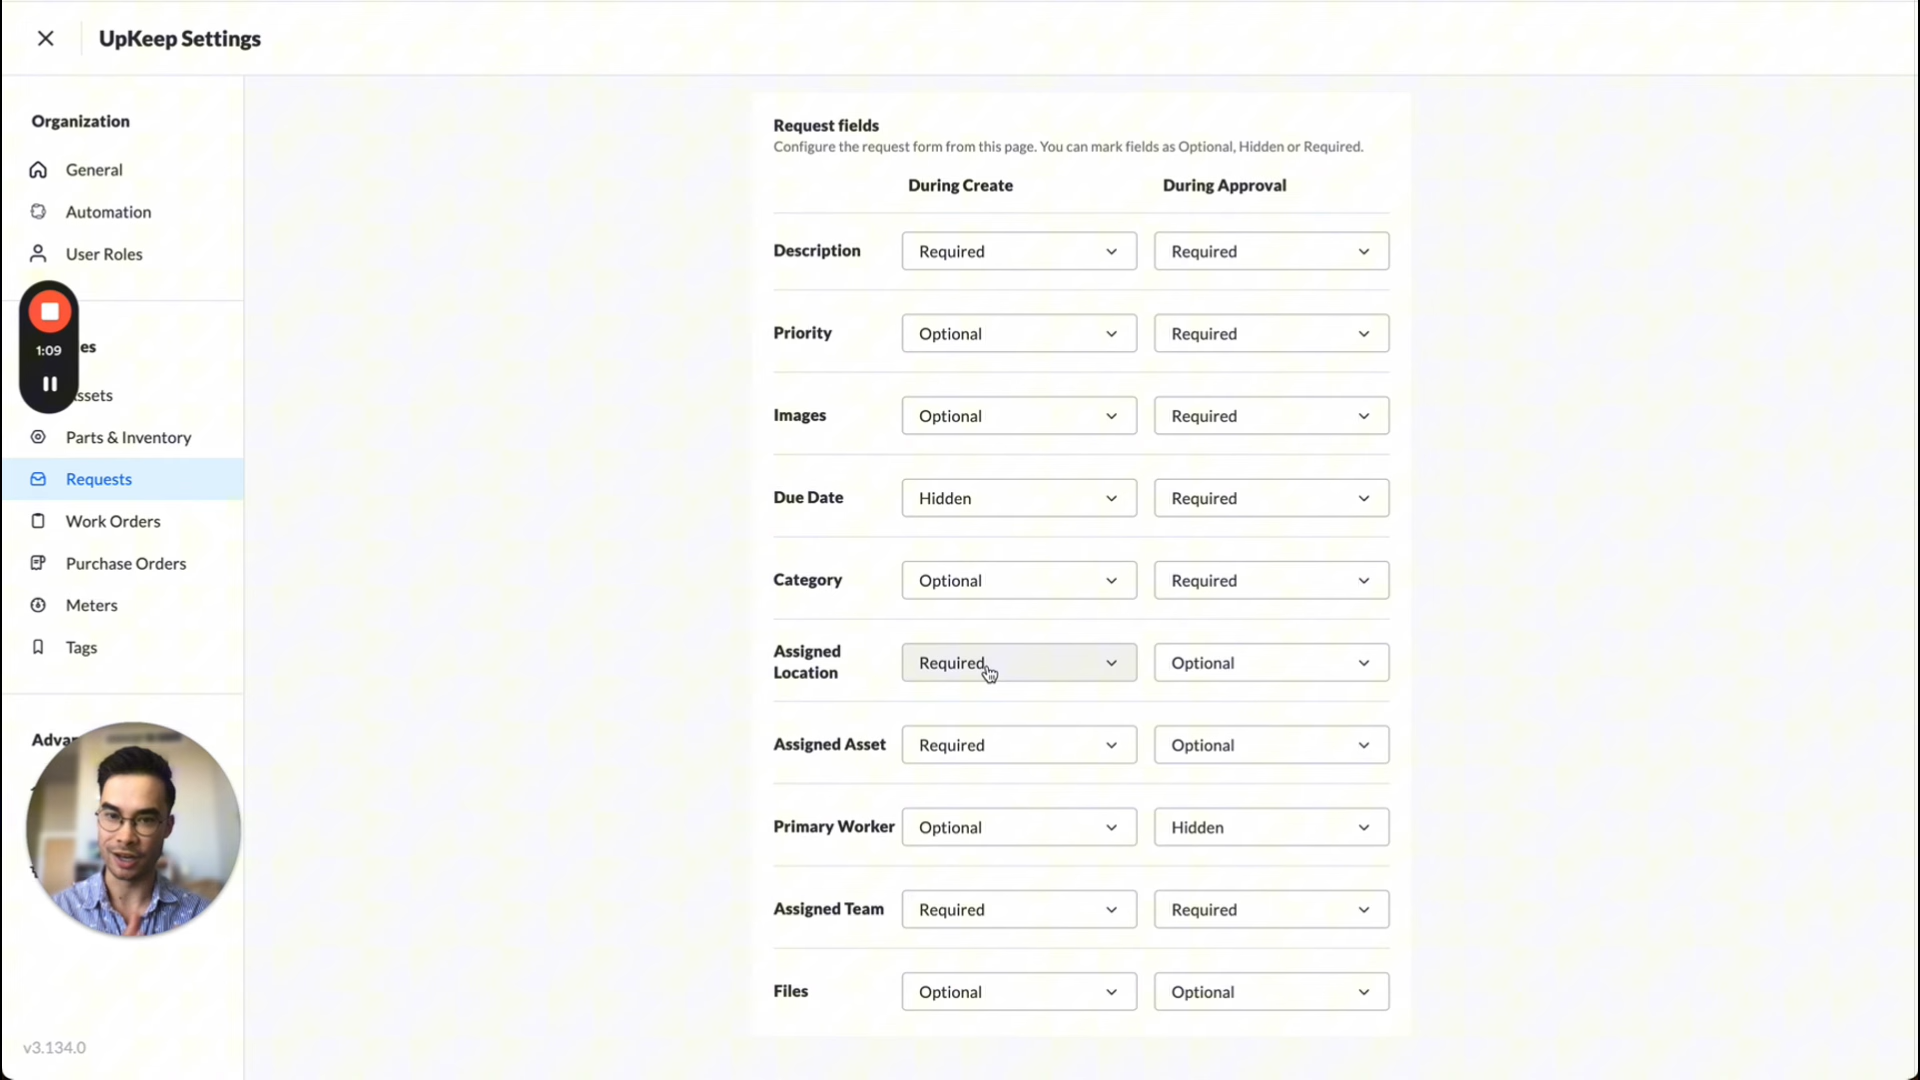 UpKeep Settings
Organization
General
Automation
User Roles
1:09
es
ssets
Parts & Inventory
Requests
Work Orders
Purchase Orders
Meters
Tags
Adva
v3.134.0
Request fields
Configure the request form from this page. You can mark fields as Optional, Hidden or Required.
During Create During Approval
Description Required Required
Priority Optional Required
Images Optional Required
Due Date Hidden Required
Category Optional Required
Assigned Location Required Optional
Assigned Asset Required Optional
Primary Worker Optional Hidden
Assigned Team Required Required
Files Optional Optional